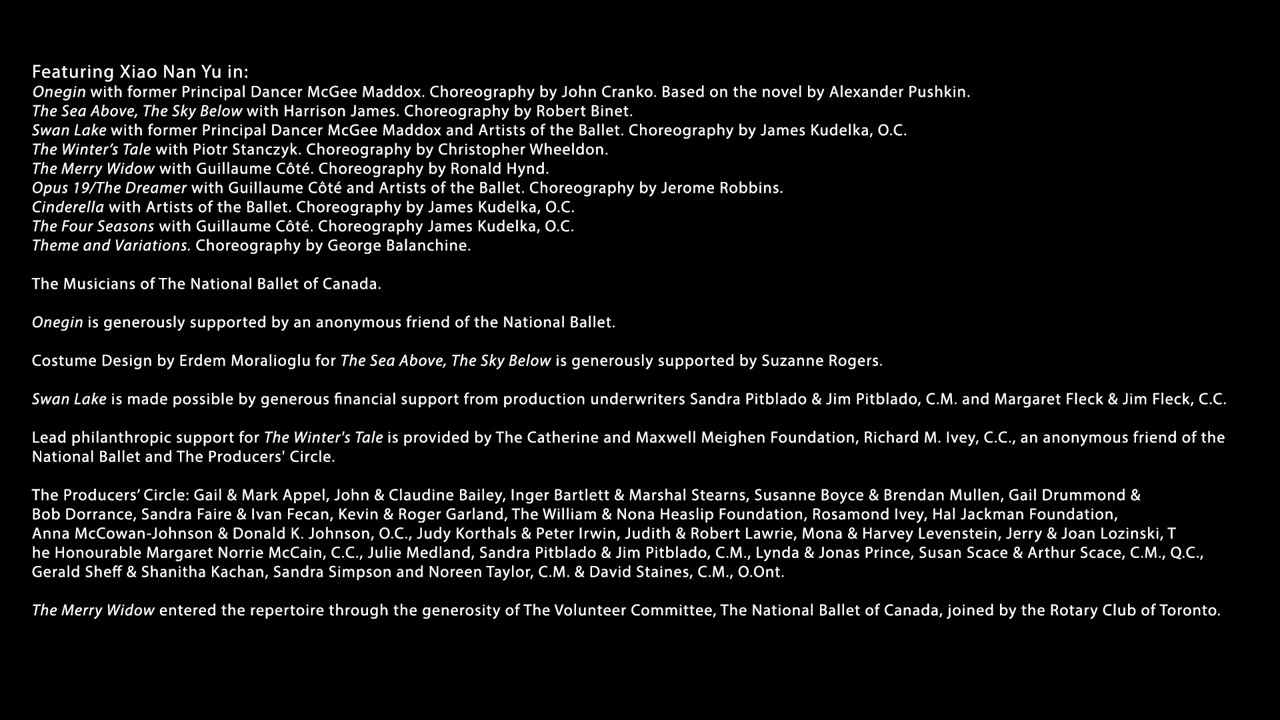 Featuring Xiao Nan Yu in:
Onegin with former Principal Dancer McGee Maddox. Choreography by John Cranko. Based on the novel by Alexander Pushkin.
The Sea Above, The Sky Below with Harrison James. Choreography by Robert Binet.
Swan Lake with former Principal Dancer McGee Maddox and Artists of the Ballet. Choreography by James Kudelka, O.C.
The Winter’s Tale with Piotr Stanczyk. Choreography by Christopher Wheeldon.
The Merry Widow with Guillaume Côté. Choreography by Ronald Hynd.
Opus 19/The Dreamer with Guillaume Côté and Artists of the Ballet. Choreography by Jerome Robbins.
Cinderella with Artists of the Ballet. Choreography by James Kudelka, O.C.
The Four Seasons with Guillaume Côté. Choreography James Kudelka, O.C.
Theme and Variations. Choreography by George Balanchine.
The Musicians of The National Ballet of Canada.
Onegin is generously supported by an anonymous friend of the National Ballet.
Costume Design by Erdem Moralioglu for The Sea Above, The Sky Below is generously supported by Suzanne Rogers.
Swan Lake is made possible by generous financial support from production underwriters Sandra Pitblado & Jim Pitblado, C.M. and Margaret Fleck & Jim Fleck, C.C.
Lead philanthropic support for The Winter's Tale is provided by The Catherine and Maxwell Meighen Foundation, Richard M. Ivey, C.C., an anonymous friend of the
National Ballet and The Producers' Circle.
The Producers’ Circle: Gail & Mark Appel, John & Claudine Bailey, Inger Bartlett & Marshal Stearns, Susanne Boyce & Brendan Mullen, Gail Drummond &
Bob Dorrance, Sandra Faire & Ivan Fecan, Kevin & Roger Garland, The William & Nona Heaslip Foundation, Rosamond Ivey, Hal Jackman Foundation,
Anna McCowan-Johnson & Donald K. Johnson, O.C., Judy Korthals & Peter Irwin, Judith & Robert Lawrie, Mona & Harvey Levenstein, Jerry & Joan Lozinski, T
he Honourable Margaret Norrie McCain, C.C., Julie Medland, Sandra Pitblado & Jim Pitblado, C.M., Lynda & Jonas Prince, Susan Scace & Arthur Scace, C.M., Q.C.,
Gerald Sheff & Shanitha Kachan, Sandra Simpson and Noreen Taylor, C.M. & David Staines, C.M., O.Ont.
The Merry Widow entered the repertoire through the generosity of The Volunteer Committee, The National Ballet of Canada, joined by the Rotary Club of Toronto.